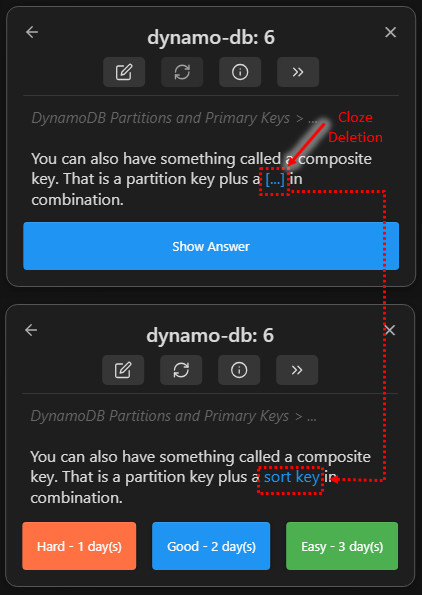 dynamo-db: 6
DynamoDB Partitions and Primary Keys > ...
Cloze
Deletion
You can also have something called a composite
key. That is a partition key plus a [...] in
combination.
Show Answer
dynamo-db: 6
DynamoDB Partitions and Primary Keys > ...
You can also have something called a composite
key. That is a partition key plus a sort key in
combination.
Hard - 1 day(s)
Good - 2 day(s)
Easy - 3 day(s)